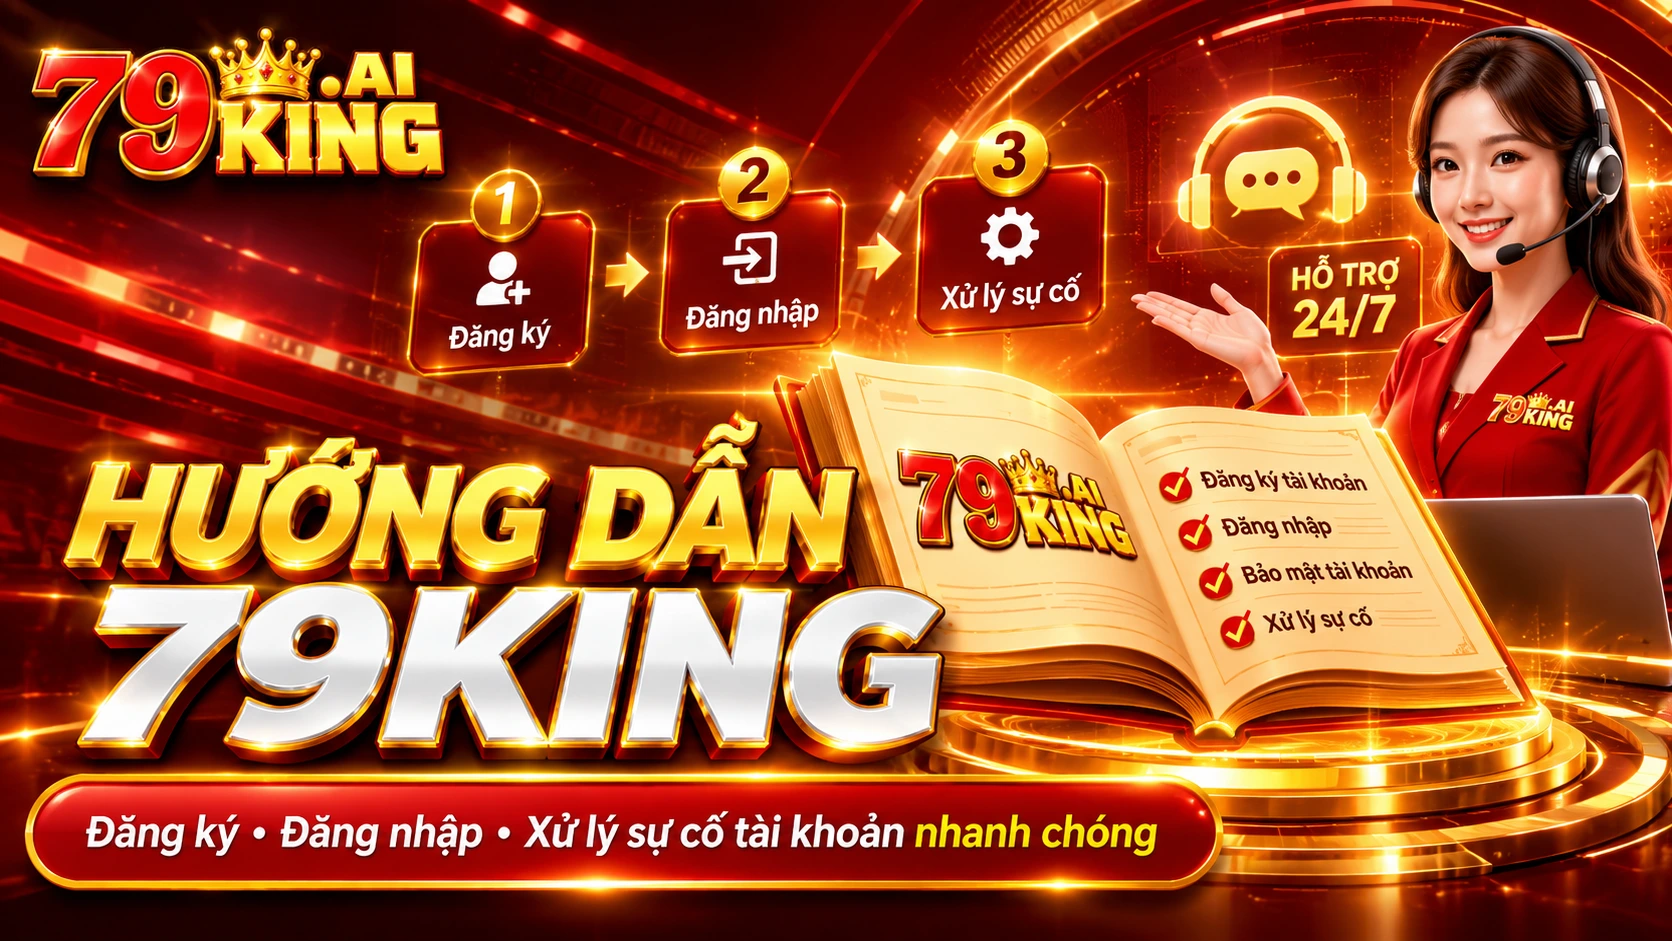 79KING.AI
1
Đăng ký
2
Đăng nhập
3
Xử lý sự cố
HỖ TRỢ
24/7
79KING.AI
HƯỚNG DẪN
79KING
79KING.AI
Đăng ký tài khoản
Đăng nhập
Bảo mật tài khoản
Xử lý sự cố
Đăng ký • Đăng nhập • Xử lý sự cố tài khoản nhanh chóng